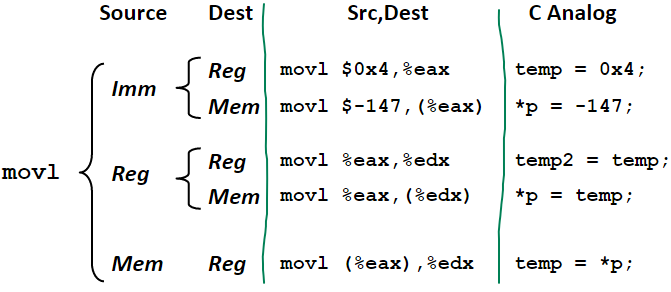 Source Dest Src,Dest C Analog
Reg movl $0x4,%eax temp = 0x4;
Imm
Mem movl $-147,(%eax) *p = -147;
Reg movl %eax,%edx temp2 = temp;
movl Reg
Mem movl %eax,(%edx) *p = temp;
Mem Reg movl (%eax),%edx temp = *p;